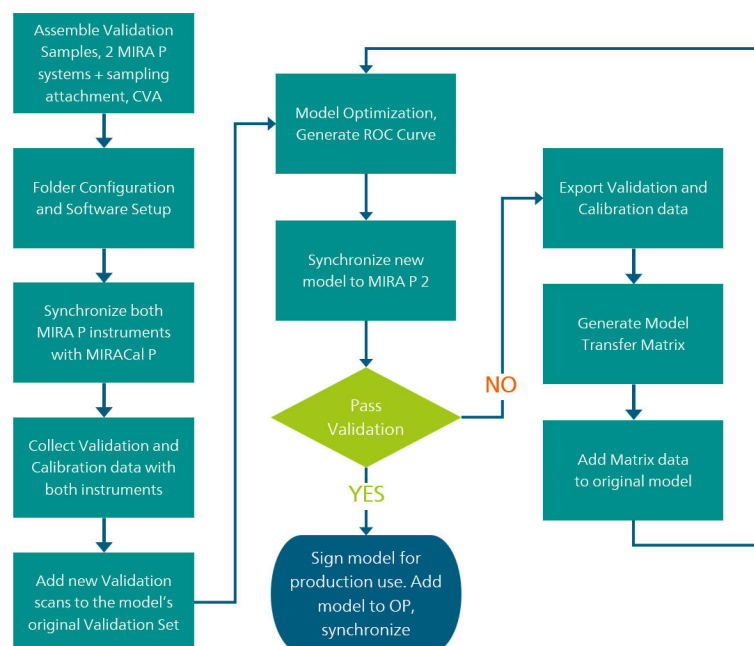 Assemble Validation
Samples, 2 MIRA P
systems + sampling
attachment, CVA
Folder Configuration
and Software Setup
Synchronize both
MIRA P instruments
with MIRACal P
Collect Validation and
Calibration data with
both instruments
Add new Validation
scans to the model's
original Validation Set
Model Optimization,
Generate ROC Curve
Synchronize new
model to MIRA P 2
Pass
Validation
NO
YES
Sign model for
production use. Add
model to OP,
synchronize
Export Validation and
Calibration data
Generate Model
Transfer Matrix
Add Matrix data
to original model